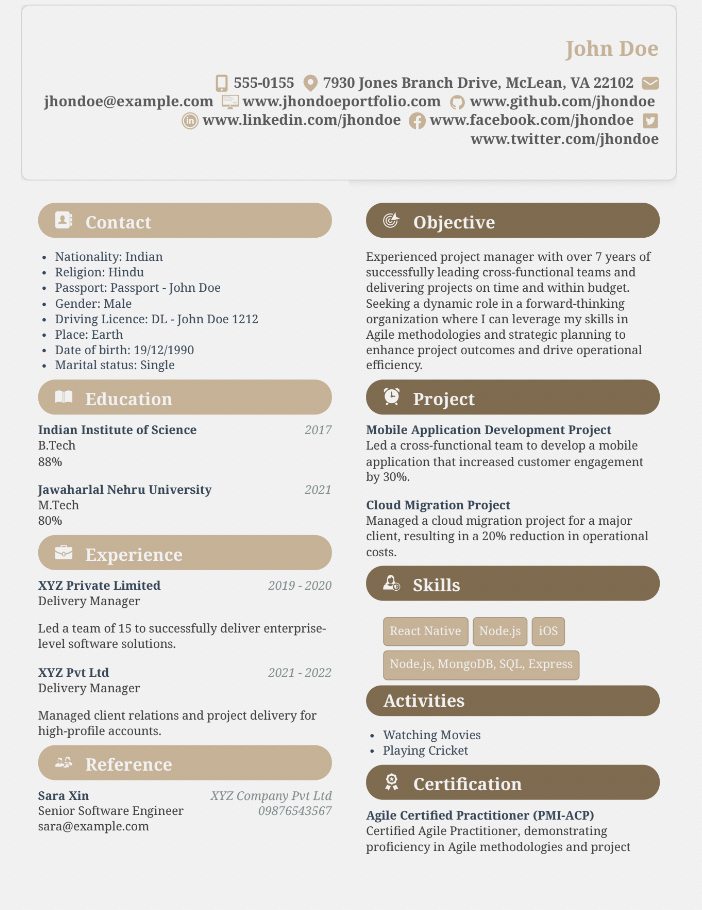 John Doe
555-0155 7930 Jones Branch Drive, McLean, VA 22102
jhondoe@example.com www.jhondoeportfolio.com www.github.com/jhondoe
www.linkedin.com/jhondoe www.facebook.com/jhondoe
www.twitter.com/jhondoe
Contact
• Nationality: Indian
• Religion: Hindu
• Passport: Passport - John Doe
• Gender: Male
• Driving Licence: DL - John Doe 1212
• Place: Earth
• Date of birth: 19/12/1990
• Marital status: Single
Education
Indian Institute of Science 2017
B.Tech
88%
Jawaharlal Nehru University 2021
M.Tech
80%
Experience
XYZ Private Limited 2019 - 2020
Delivery Manager
Led a team of 15 to successfully deliver enterprise-
level software solutions.
XYZ Pvt Ltd 2021 - 2022
Delivery Manager
Managed client relations and project delivery for
high-profile accounts.
Reference
Sara Xin XYZ Company Pvt Ltd
Senior Software Engineer 09876543567
sara@example.com
Objective
Experienced project manager with over 7 years of
successfully leading cross-functional teams and
delivering projects on time and within budget.
Seeking a dynamic role in a forward-thinking
organization where I can leverage my skills in
Agile methodologies and strategic planning to
enhance project outcomes and drive operational
efficiency.
Project
Mobile Application Development Project
Led a cross-functional team to develop a mobile
application that increased customer engagement
by 30%.
Cloud Migration Project
Managed a cloud migration project for a major
client, resulting in a 20% reduction in operational
costs.
Skills
React Native Node.js iOS
Node.js, MongoDB, SQL, Express
Activities
• Watching Movies
• Playing Cricket
Certification
Agile Certified Practitioner (PMI-ACP)
Certified Agile Practitioner, demonstrating
proficiency in Agile methodologies and project